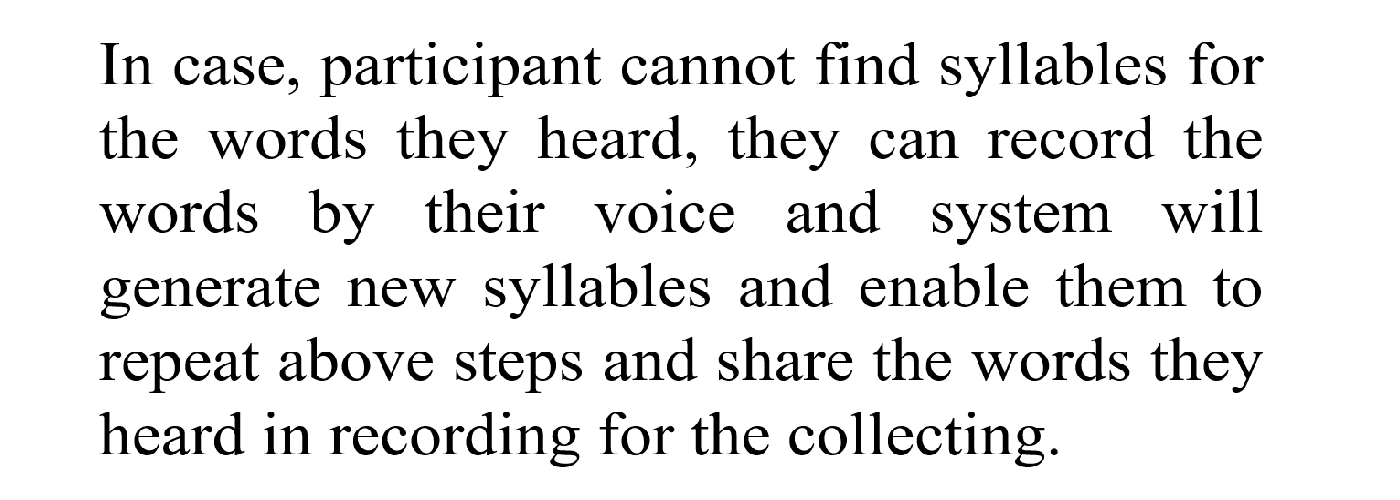 In case, participant cannot find syllables for
the words they heard, they can record the
words by their voice and system will
generate new syllables and enable them to
repeat above steps and share the words they
heard in recording for the collecting.